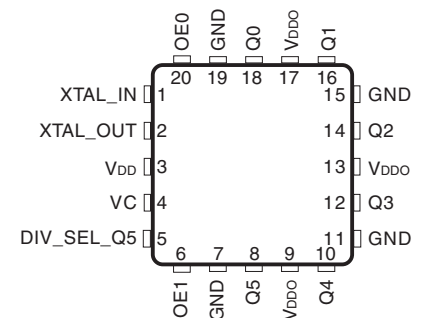 OE0 GND Q0 VDDO Q1
20 19 18 17 16
XTAL_IN 1 15 GND
XTAL_OUT 2 14 Q2
VDD 3 13 VDDO
VC 4 12 Q3
DIV_SEL_Q5 5 11 GND
6 7 8 9 10
OE1 GND Q5 VDDO Q4